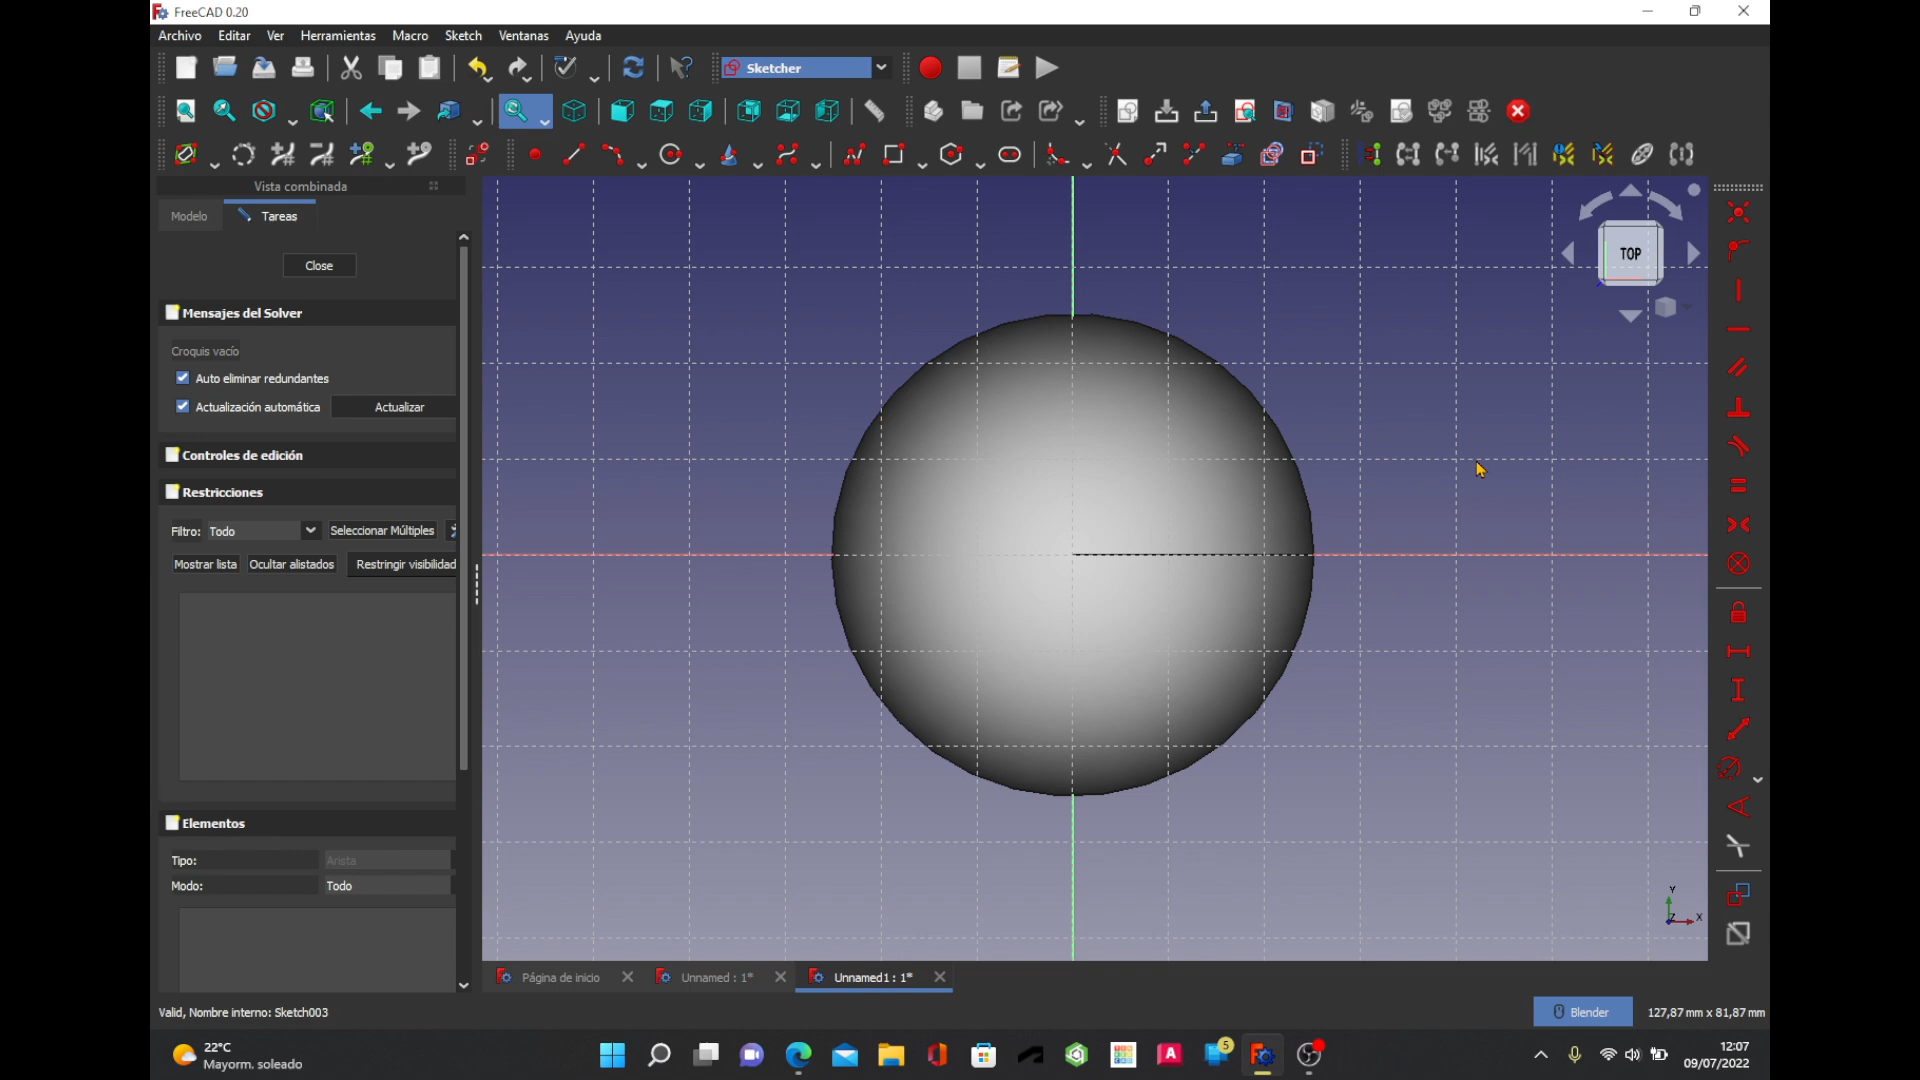 FreeCAD 0.20
Archivo Editar Ver Herramientas Macro Sketch Ventanas Ayuda
Sketcher
Vista combinada
Modelo Tareas
Close
TOP
Mensajes del Solver
Croquis vacío
Auto eliminar redundantes
Actualización automática Actualizar
Controles de edición
Restricciones
Filtro: Todo Seleccionar Múltiples
Mostrar lista Ocultar alistados Restringir visibilidad
Elementos
Tipo: Arista
Modo: Todo
Y
Z X
Página de inicio Unnamed : 1* Unnamed1 : 1*
Valid, Nombre interno: Sketch003 Blender 127,87 mm x 81,87 mm
22°C
Mayorm. soleado
5
A
12:07
09/07/2022